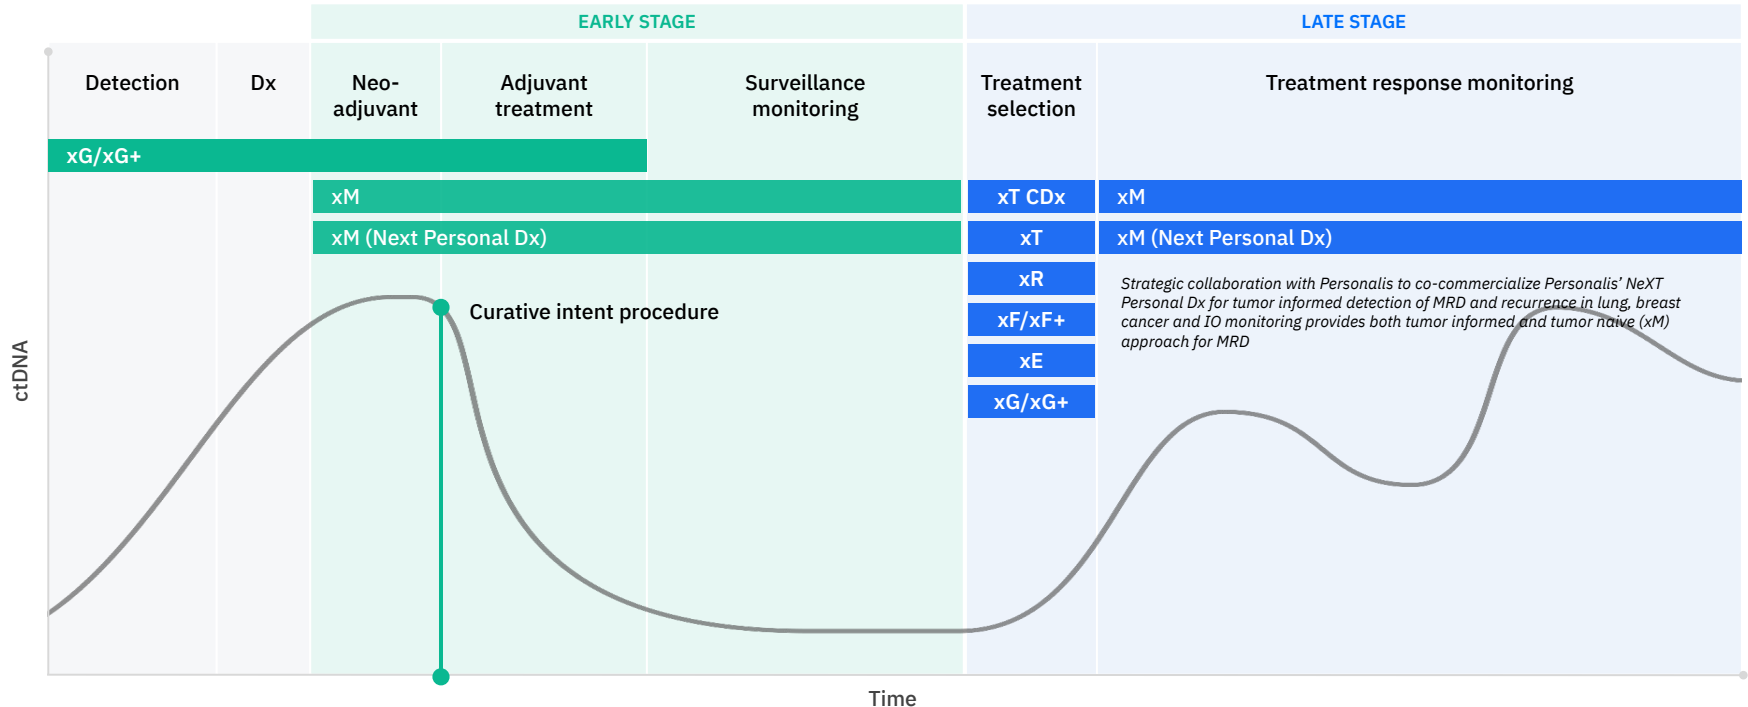 EARLY STAGE
LATE STAGE
Detection
Dx
Neo-
adjuvant
Adjuvant
treatment
Surveillance
monitoring
Treatment
selection
Treatment response monitoring
xG/xG+
xM
xT CDx
xM
xM (Next Personal Dx)
xT
xM (Next Personal Dx)
xR
xF/xF+
xE
xG/xG+
Strategic collaboration with Personalis to co-commercialize Personalis’ NeXT
Personal Dx for tumor informed detection of MRD and recurrence in lung, breast
cancer and IO monitoring provides both tumor informed and tumor naive (xM)
approach for MRD
Curative intent procedure
ctDNA
Time